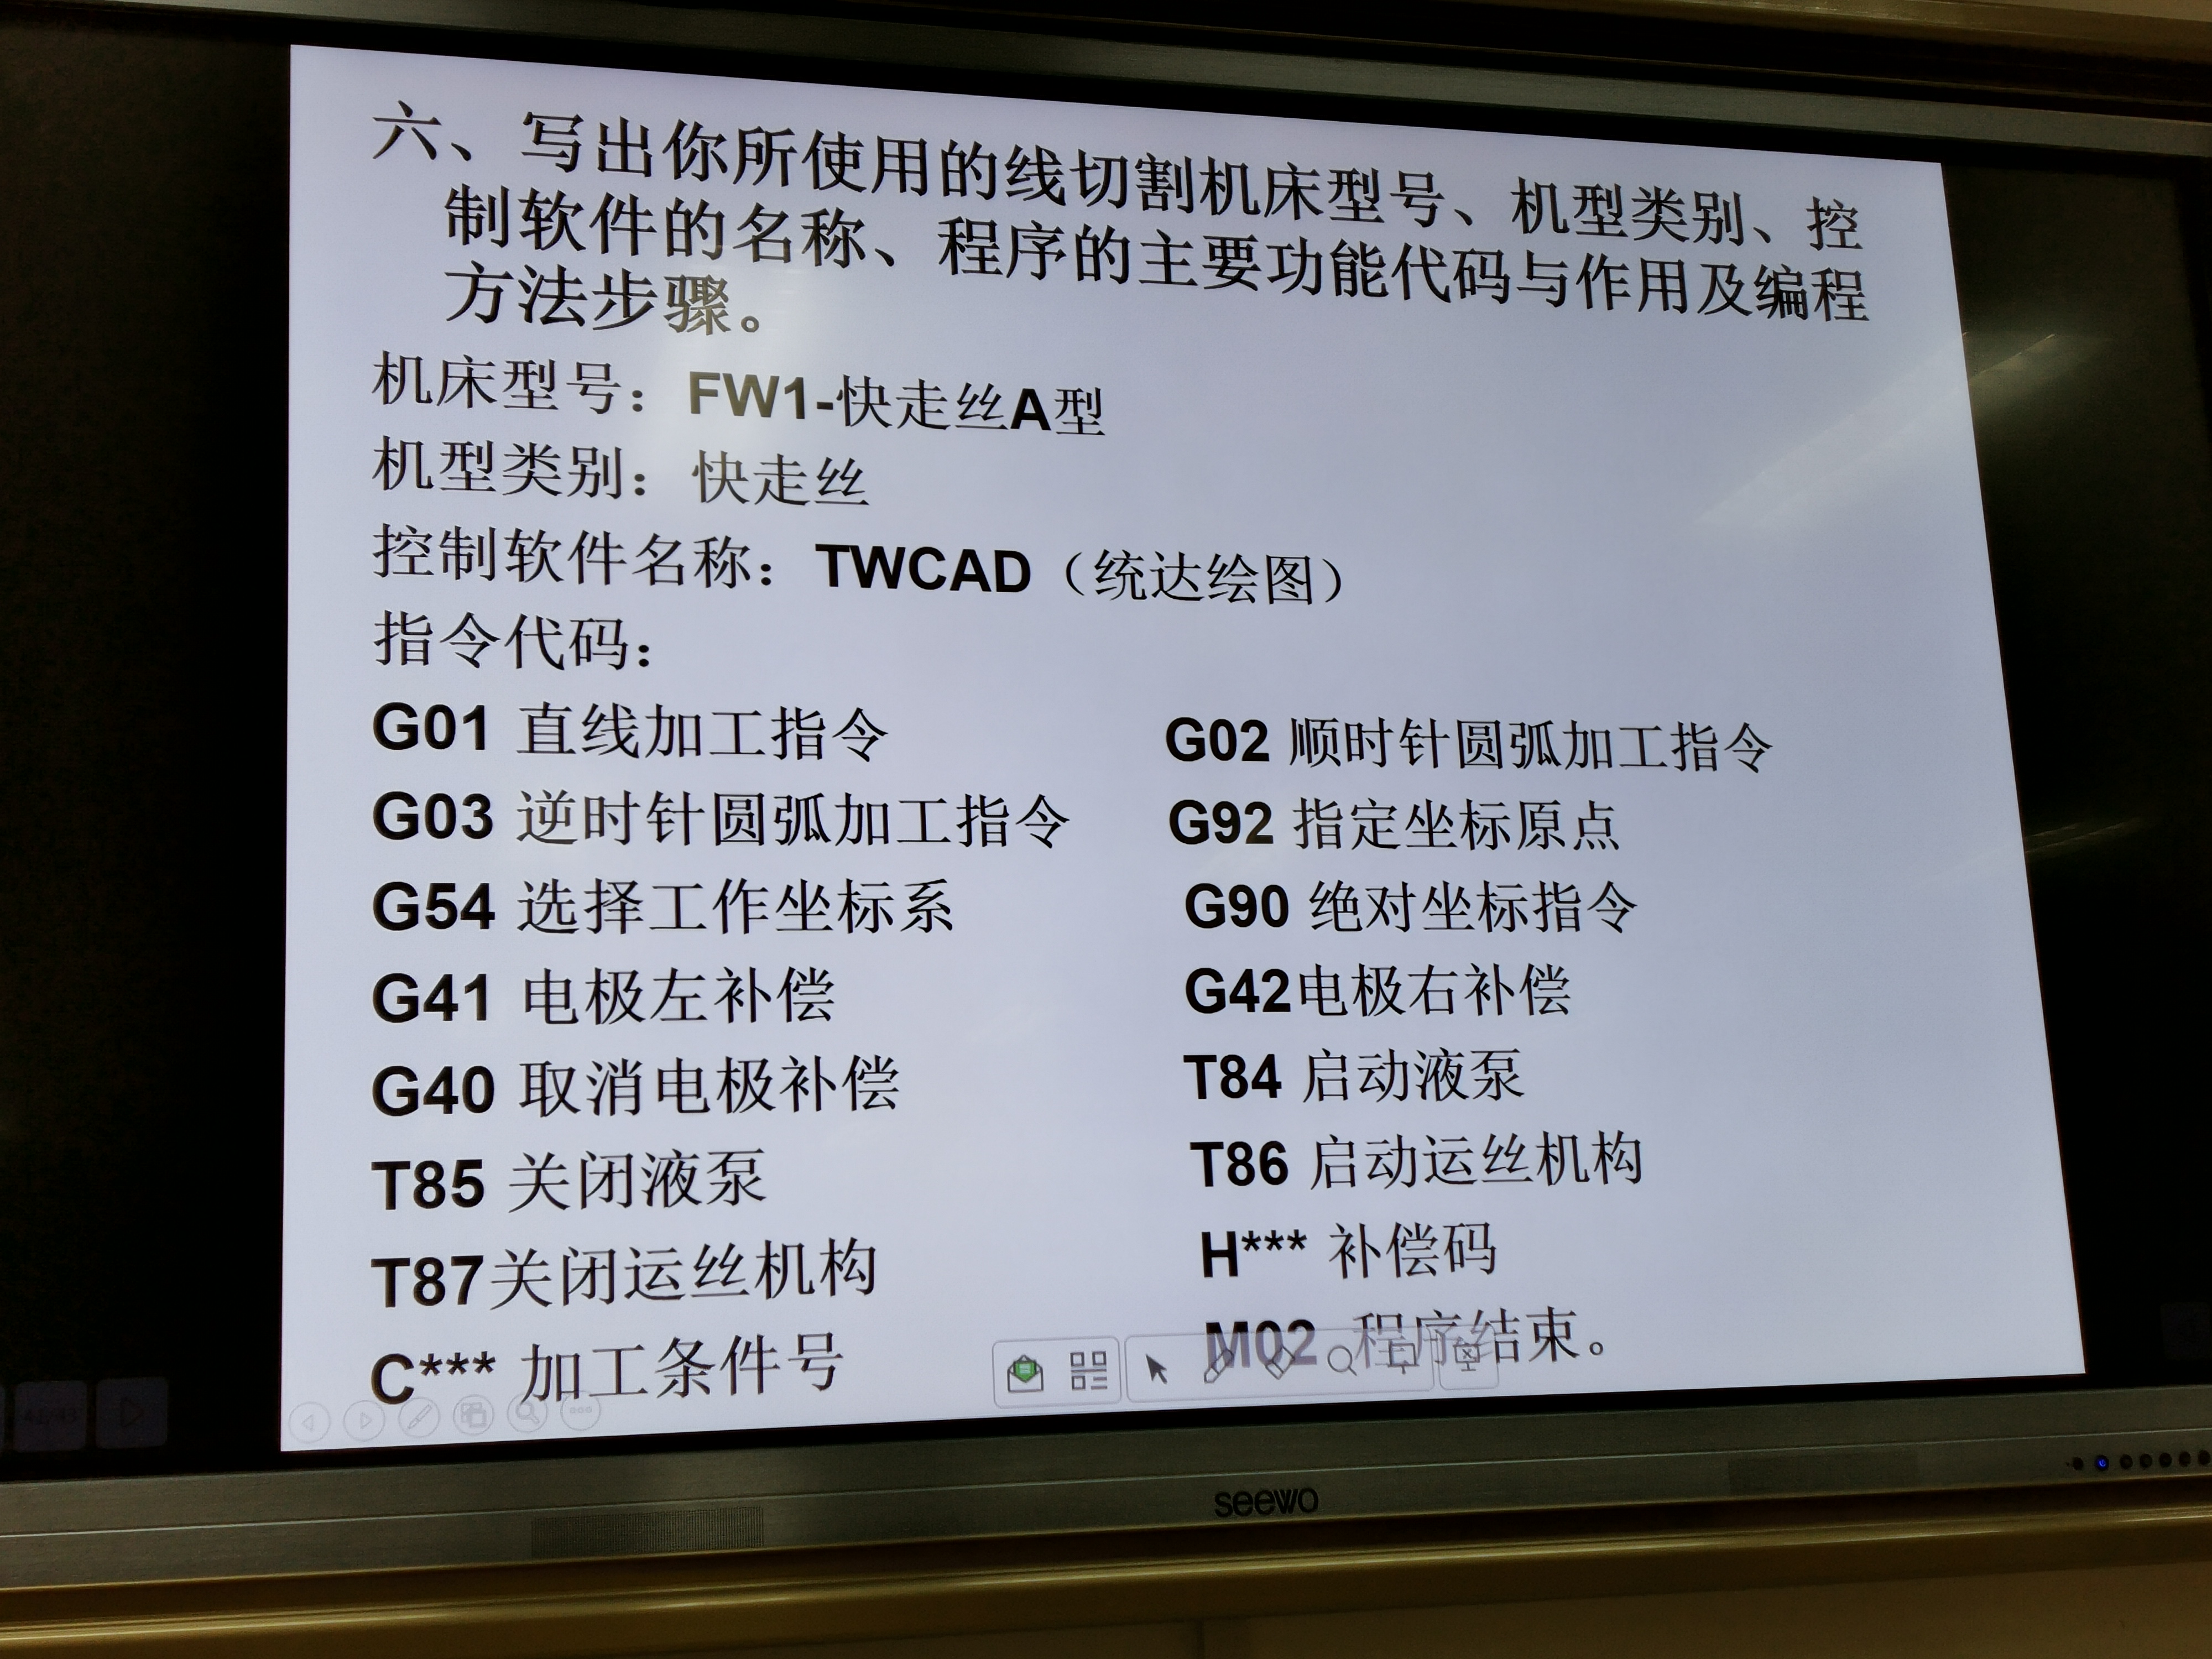 六、写出你所使用的线切割机床型号、机型类别、控
制软件的名称、程序的主要功能代码与作用及编程
方法步骤。
机床型号：FW1-快走丝A型
机型类别：快走丝
控制软件名称：TWCAD（统达绘图）
指令代码：
G01 直线加工指令 G02 顺时针圆弧加工指令
G03 逆时针圆弧加工指令 G92 指定坐标原点
G54 选择工作坐标系 G90 绝对坐标指令
G41 电极左补偿 G42电极右补偿
G40 取消电极补偿 T84 启动液泵
T85 关闭液泵 T86 启动运丝机构
T87关闭运丝机构 H*** 补偿码
C*** 加工条件号 M02 程序结束。
seewo